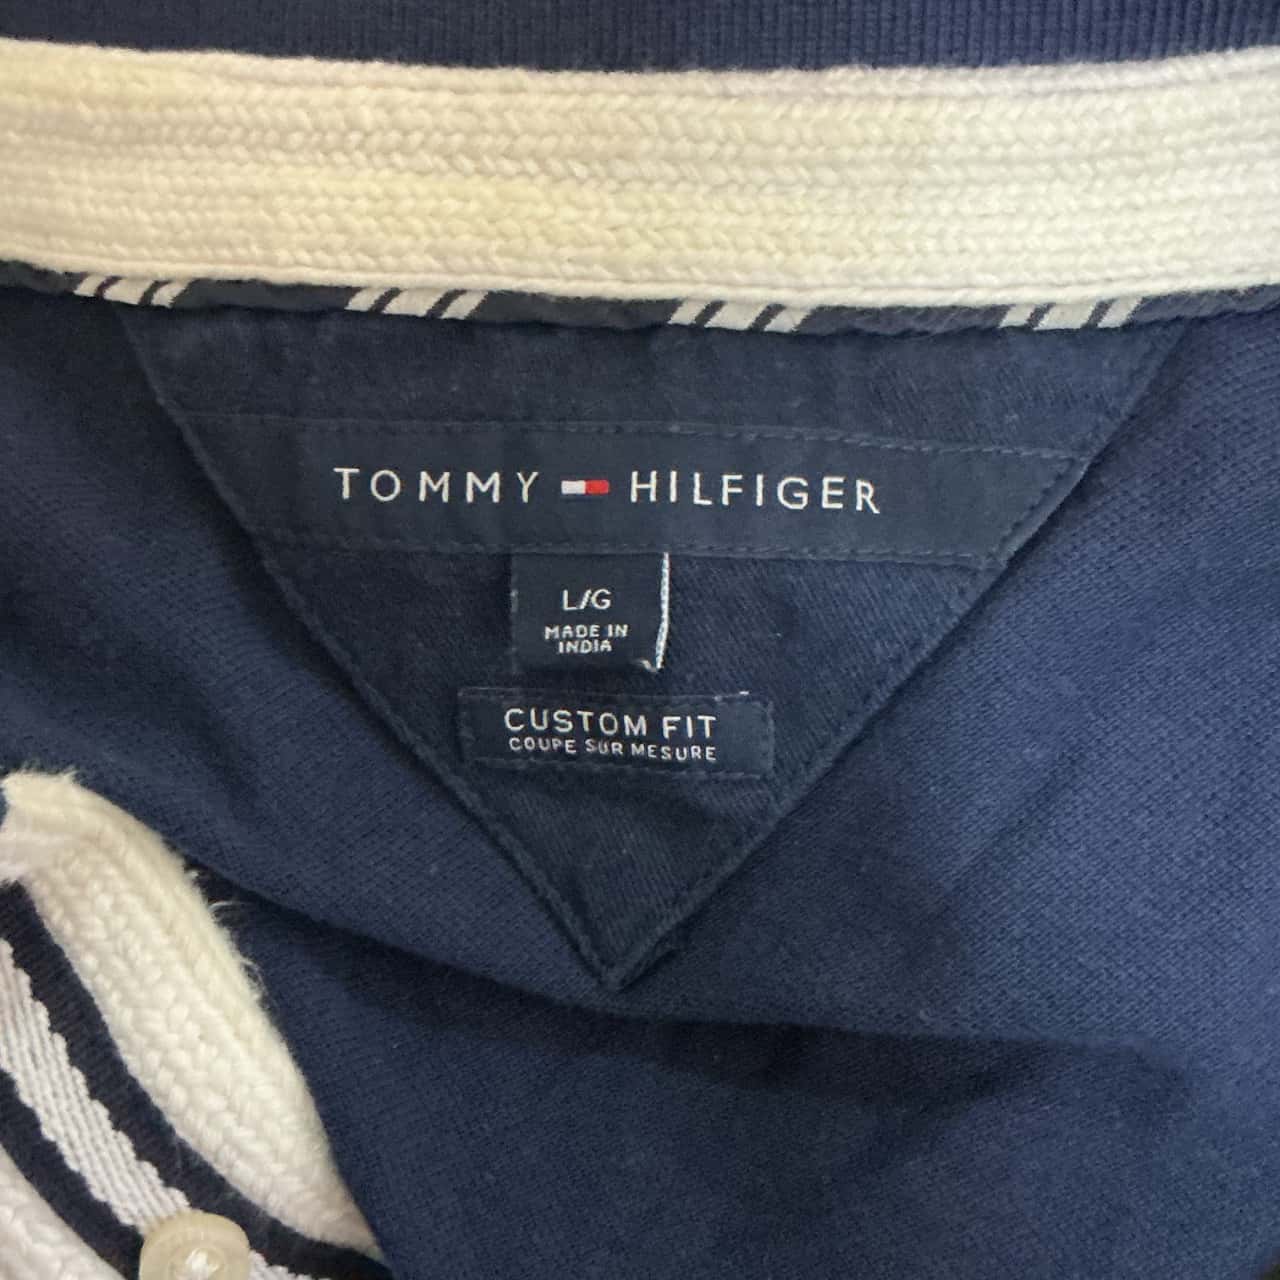 TOMMY HILFIGER
L/G
MADE IN
INDIA
CUSTOM FIT
COUPE SUR MESURE